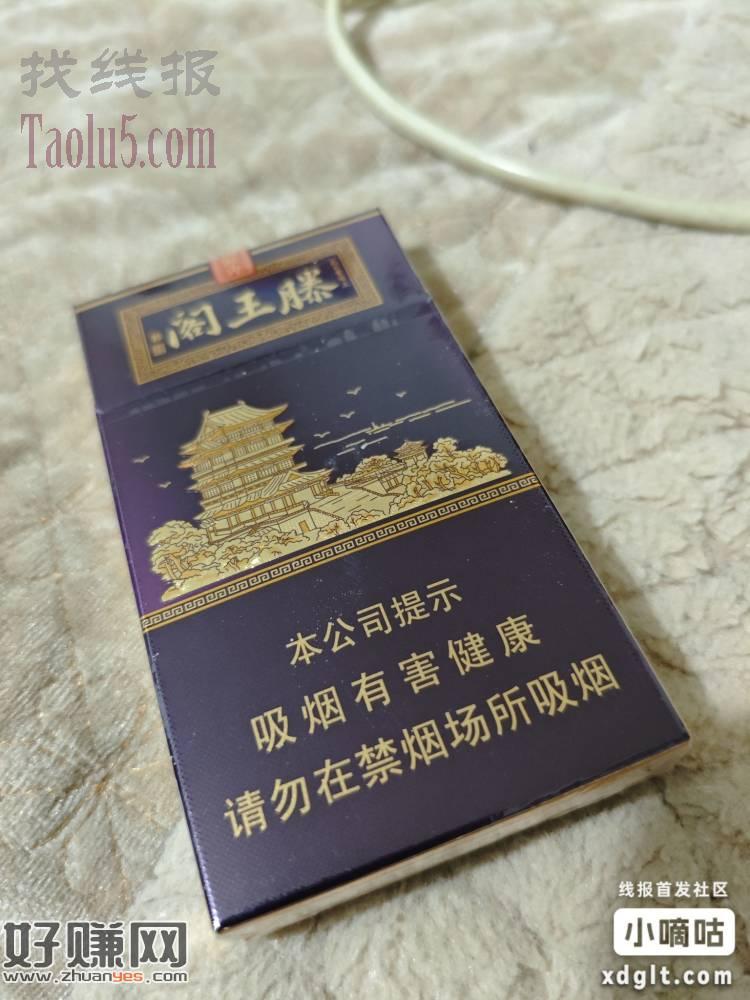 找线报
Taolu5.com
阁王滕
本公司提示
吸烟有害健康
请勿在禁烟场所吸烟
线报首发社区
小嘀咕
xdglt.com
好赚网
www.zhuanyes.com